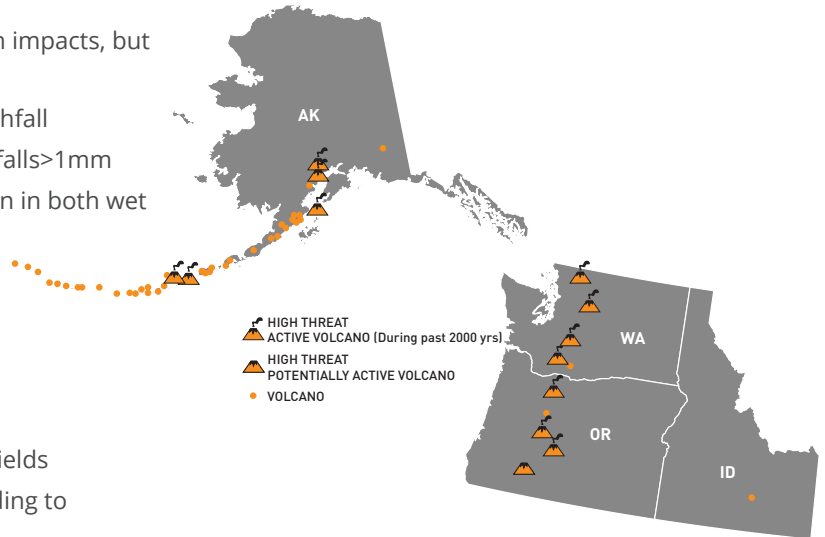 n impacts, but
hfall
falls>1mm
n in both wet
ields
ling to
AK
HIGH THREAT
ACTIVE VOLCANO (During past 2000 yrs)
HIGH THREAT
POTENTIALLY ACTIVE VOLCANO
VOLCANO
WA
OR
ID